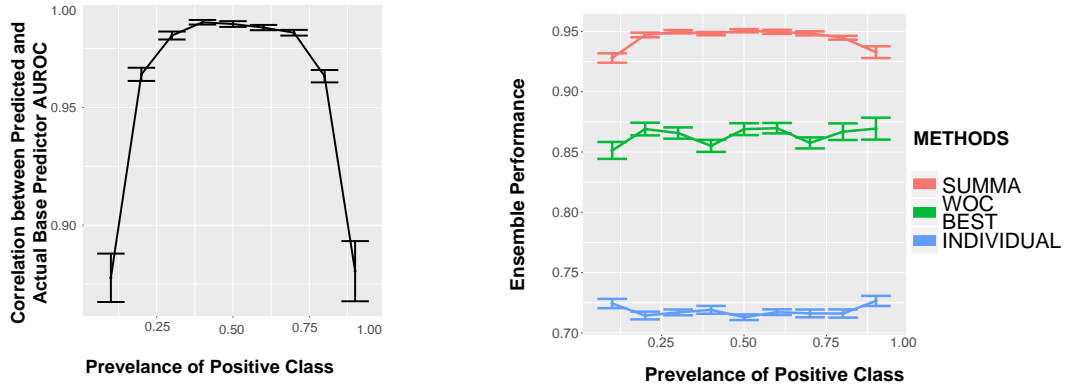 Correlation between Predicted and
Actual Base Predictor AUROC
1.00
0.95
0.90
0.25
0.50
0.75
1.00
Prevelance of Positive Class
Ensemble Performance
0.95
0.90
0.85
0.80
0.75
0.70
0.25
0.50
0.75
1.00
Prevelance of Positive Class
METHODS
SUMMA
WOC
BEST
INDIVIDUAL